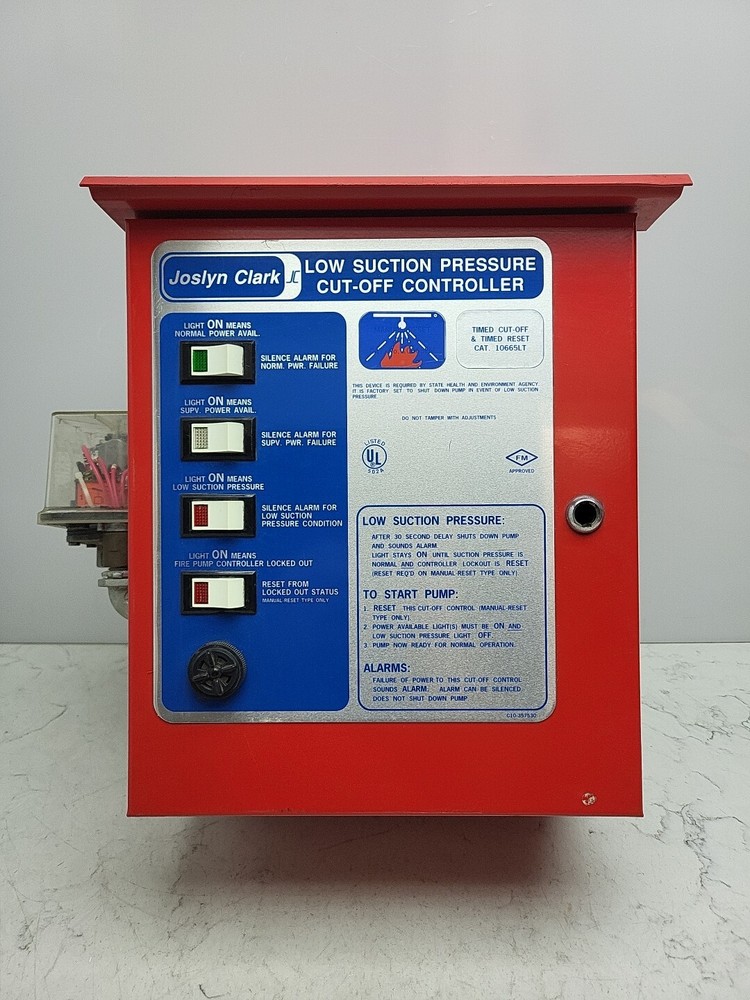 Joslyn Clark JC
LOW SUCTION PRESSURE
CUT-OFF CONTROLLER
LIGHT ON MEANS
NORMAL POWER AVAIL.
SILENCE ALARM FOR
NORM. PWR. FAILURE
LIGHT ON MEANS
SUPV. POWER AVAIL.
SILENCE ALARM FOR
SUPV. PWR. FAILURE
LIGHT ON MEANS
LOW SUCTION PRESSURE
SILENCE ALARM FOR
LOW SUCTION
PRESSURE CONDITION
LIGHT ON MEANS
FIRE PUMP CONTROLLER LOCKED OUT
RESET FROM
LOCKED OUT STATUS
MANUAL-RESET TYPE ONLY
TIMED CUT-OFF
& TIMED RESET
CAT. 10665LT
THIS DEVICE IS REQUIRED BY STATE HEALTH AND ENVIRONMENT AGENCY
IT IS FACTORY SET TO SHUT DOWN PUMP IN EVENT OF LOW SUCTION
PRESSURE.
DO NOT TAMPER WITH ADJUSTMENTS
LISTED
UL
502A
FM
APPROVED
LOW SUCTION PRESSURE:
AFTER 30 SECOND DELAY SHUTS DOWN PUMP
AND SOUNDS ALARM.
LIGHT STAYS ON UNTIL SUCTION PRESSURE IS
NORMAL AND CONTROLLER LOCKOUT IS RESET
(RESET REQ'D ON MANUAL-RESET TYPE ONLY)
TO START PUMP:
1. RESET THIS CUT-OFF CONTROL (MANUAL-RESET
TYPE ONLY)
2. POWER AVAILABLE LIGHT(S) MUST BE ON AND
LOW SUCTION PRESSURE LIGHT OFF.
3. PUMP NOW READY FOR NORMAL OPERATION.
ALARMS:
FAILURE OF POWER TO THIS CUT-OFF CONTROL
SOUNDS ALARM. ALARM CAN BE SILENCED
DOES NOT SHUT DOWN PUMP